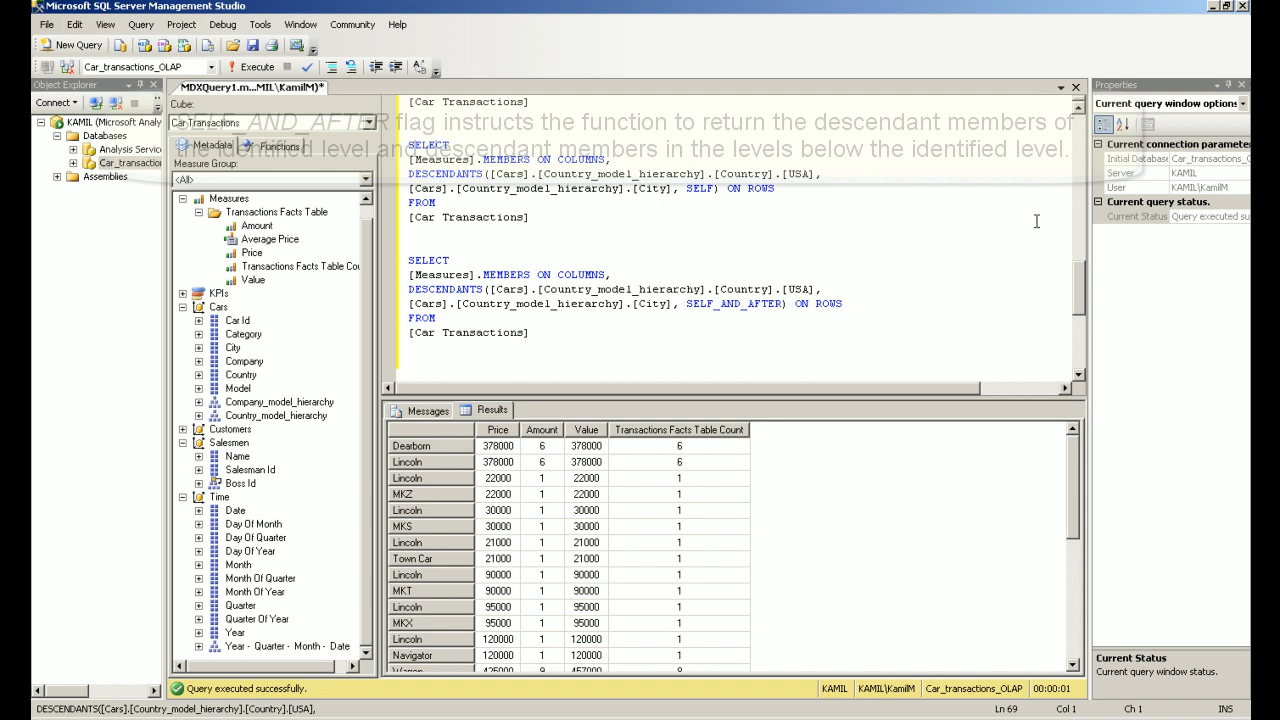 Microsoft SQL Server Management Studio
File Edit View Query Project Debug Tools Window Community Help
New Query
Car_transactions_OLAP Execute
Object Explorer
Connect
KAMIL (Microsoft Analy
Databases
Analysis Service
Car_transactio
Assemblies
MDXQuery1.m...MIL\KamilM)*
Cube:
Car Transactions
Metadata Functions
Measure Group:
<All>
Measures
Transactions Facts Table
Amount
Average Price
Price
Transactions Facts Table Cou
Value
KPIs
Cars
Car Id
Category
City
Company
Country
Model
Company_model_hierarchy
Country_model_hierarchy
Customers
Salesmen
Name
Salesman Id
Boss Id
Time
Date
Day Of Month
Day Of Quarter
Day Of Year
Month
Month Of Quarter
Month Of Year
Quarter
Quarter Of Year
Year
Year - Quarter - Month - Date
SELF_AND_AFTER flag instructs the function to return the descendent members of
the identified level and descendant members in the levels below the identified level.
[Car Transactions]
SELECT
[Measures].MEMBERS ON COLUMNS,
DESCENDANTS([Cars].[Country_model_hierarchy].[Country].[USA],
[Cars].[Country_model_hierarchy].[City], SELF) ON ROWS
FROM
[Car Transactions]
SELECT
[Measures].MEMBERS ON COLUMNS,
DESCENDANTS([Cars].[Country_model_hierarchy].[Country].[USA],
[Cars].[Country_model_hierarchy].[City], SELF_AND_AFTER) ON ROWS
FROM
[Car Transactions]
Messages Results
Price Amount Value Transactions Facts Table Count
Dearborn 378000 6 378000 6
Lincoln 378000 6 378000 6
Lincoln 22000 1 22000 1
MKZ 22000 1 22000 1
Lincoln 30000 1 30000 1
MKS 30000 1 30000 1
Lincoln 21000 1 21000 1
Town Car 21000 1 21000 1
Lincoln 90000 1 90000 1
MKT 90000 1 90000 1
Lincoln 95000 1 95000 1
MKX 95000 1 95000 1
Lincoln 120000 1 120000 1
Navigator 120000 1 120000 1
Query executed successfully. KAMIL KAMIL\KamilM Car_transactions_OLAP 00:00:01
Properties
Current query window options
Current connection parameter
Initial Database Car_transactions_O
Server KAMIL
User KAMIL\KamilM
Current query status.
Current Status Query executed su
Current Status
Current query window status.
DESCENDANTS([Cars].[Country_model_hierarchy].[Country].[USA], Ln 69 Col 1 Ch 1 INS